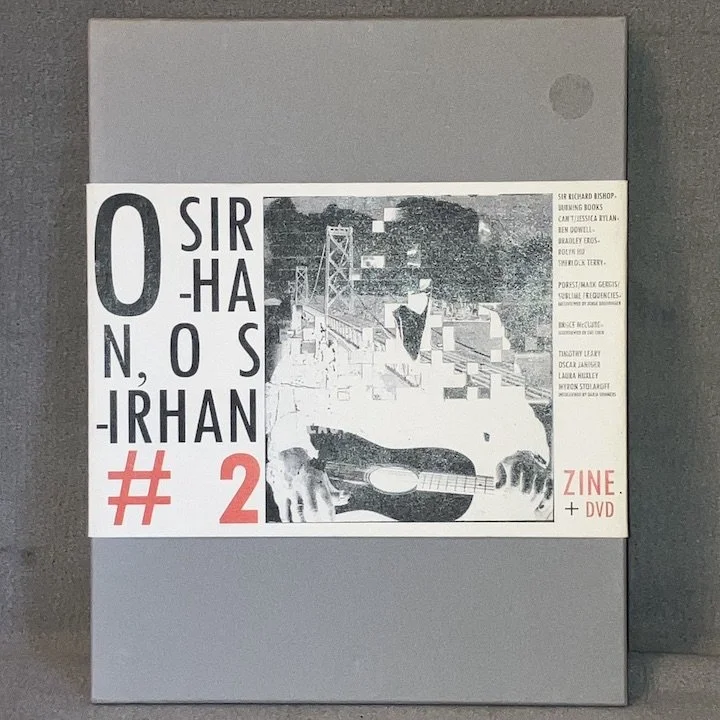 O SIR
-HA
N, O S
-IRHAN
# 2
SIR RICHARD BISHOP
BURNING BOOKS
CAN'T/JESSICA RYLAN
BEN DOWELL
BRADLEY EROS
ROLYN HU
SHERLOCK TERRY
POREST/MARK GERGIS/
SUBLIME FREQUENCIES
BRUCE McCLURE
TIMOTHY LEARY
OSCAR JANIGER
LAURA HUXLEY
MYRON STOLAROFF
ZINE
+ DVD